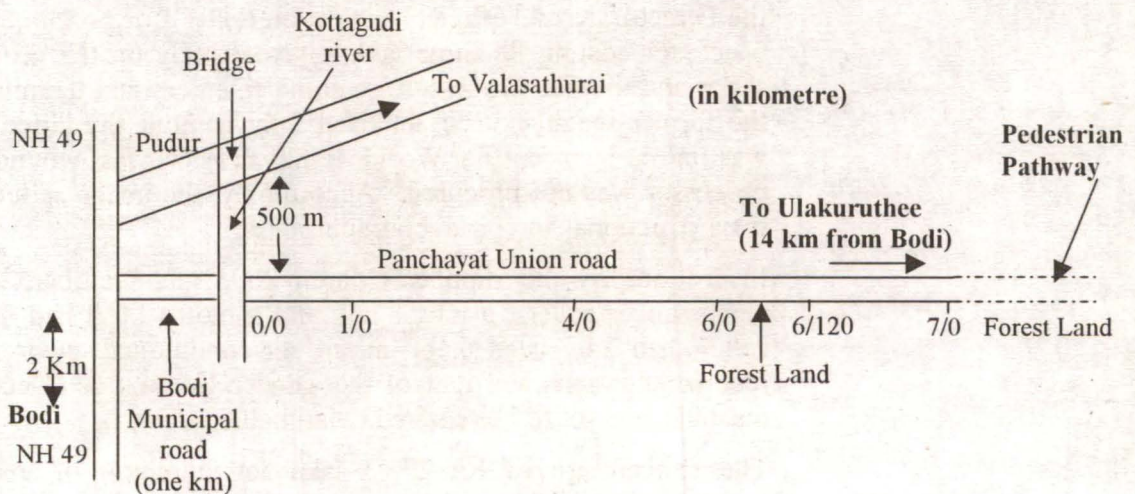 Kottagudi
river
Bridge
To Valasathurai
(in kilometre)
NH 49
Pudur
Pedestrian
Pathway
500 m
To Ulakuruthee
(14 km from Bodi)
Panchayat Union road
0/0
1/0
4/0
6/0
6/120
7/0
Forest Land
2 Km
Forest Land
Bodi
Bodi
Municipal
road
(one km)
NH 49